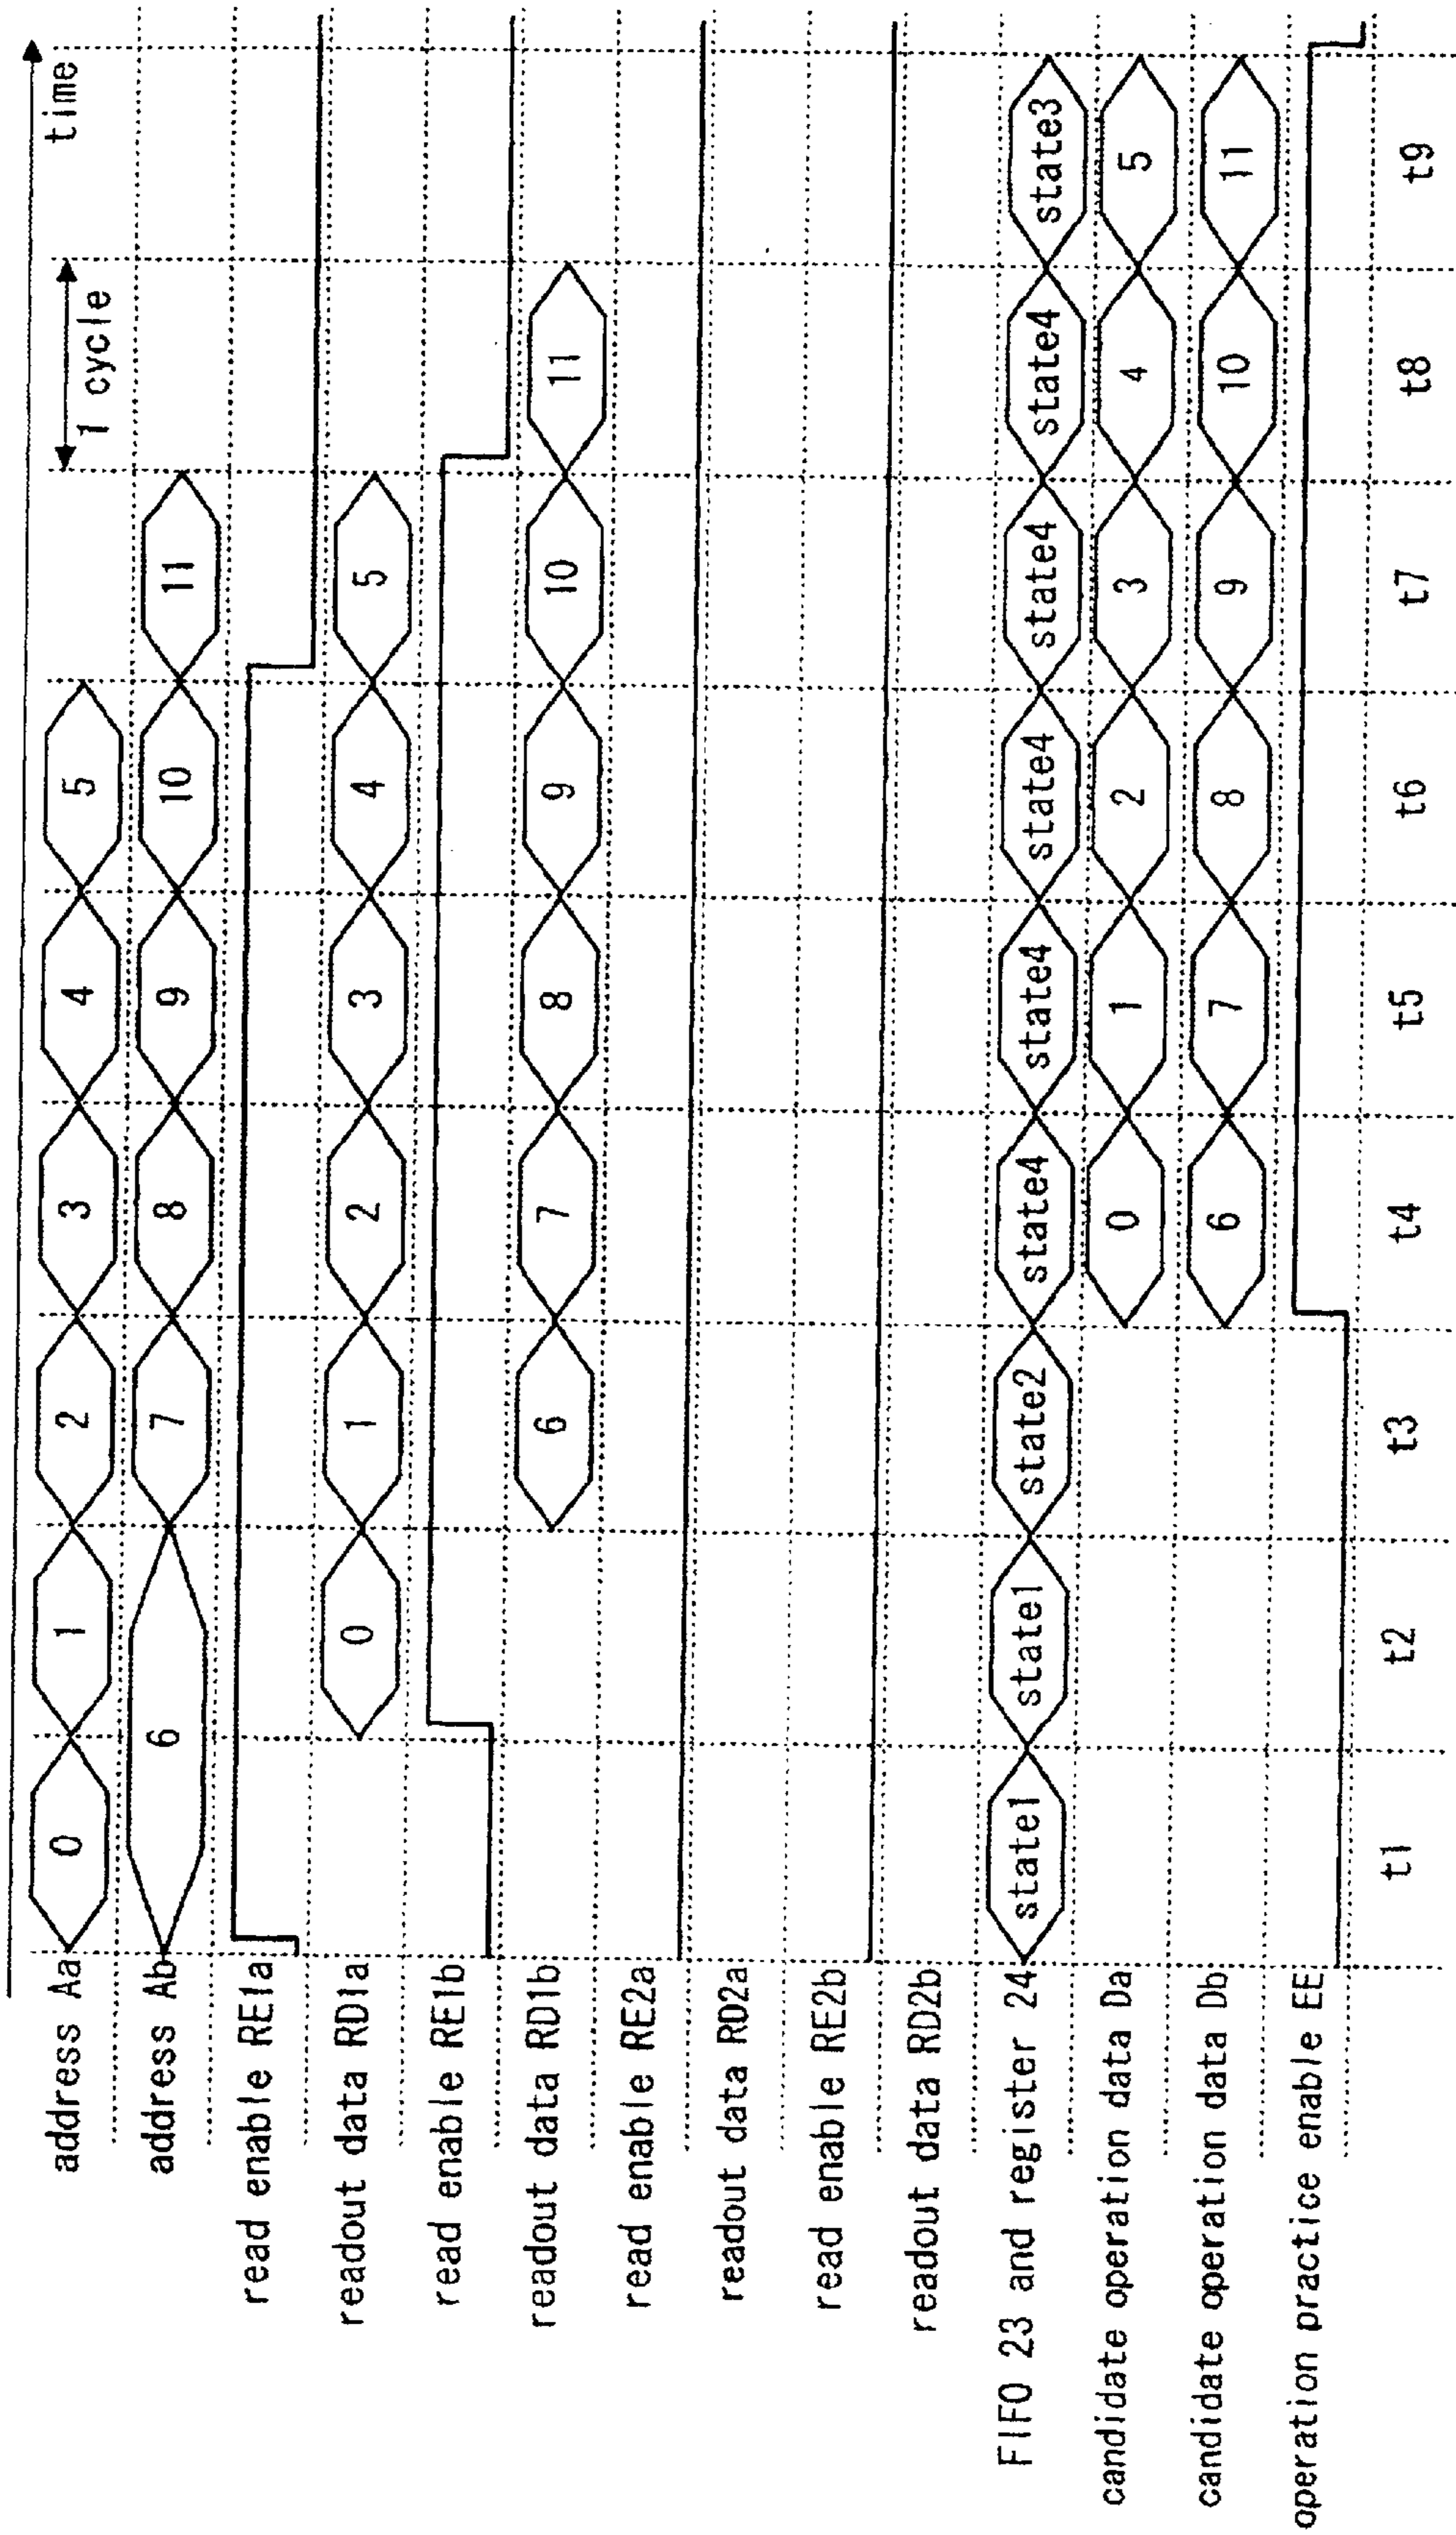 time
1 cycle
address Aa 0 1 2 3 4 5
address Ab 6 7 8 9 10 11
read enable RE1a
readout data RD1a 0 1 2 3 4 5
read enable RE1b
readout data RD1b 6 7 8 9 10 11
read enable RE2a
readout data RD2a
read enable RE2b
readout data RD2b
FIFO 23 and register 24 state1 state1 state2 state4 state4 state4 state4 state4 state3
candidate operation data Da 0 1 2 3 4 5
candidate operation data Db 6 7 8 9 10 11
operation practice enable EE
t1 t2 t3 t4 t5 t6 t7 t8 t9